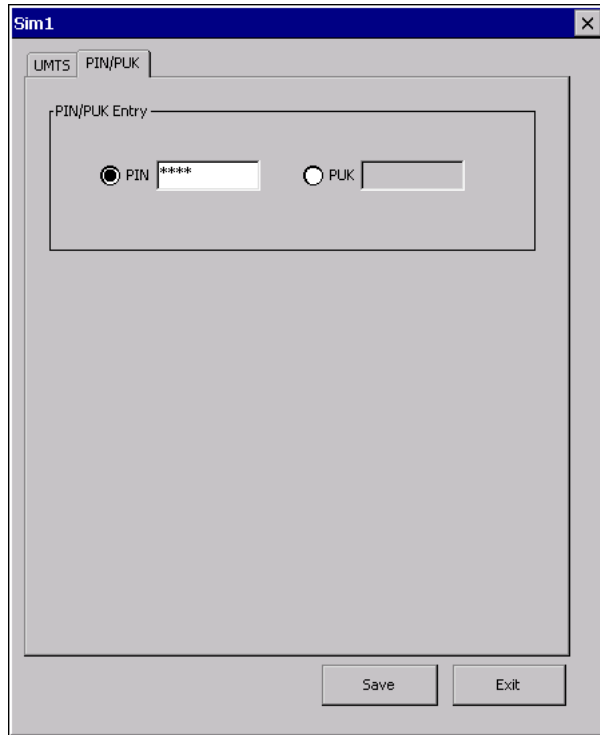 Sim1
UMTS PIN/PUK
PIN/PUK Entry
PIN **** PUK
Save Exit